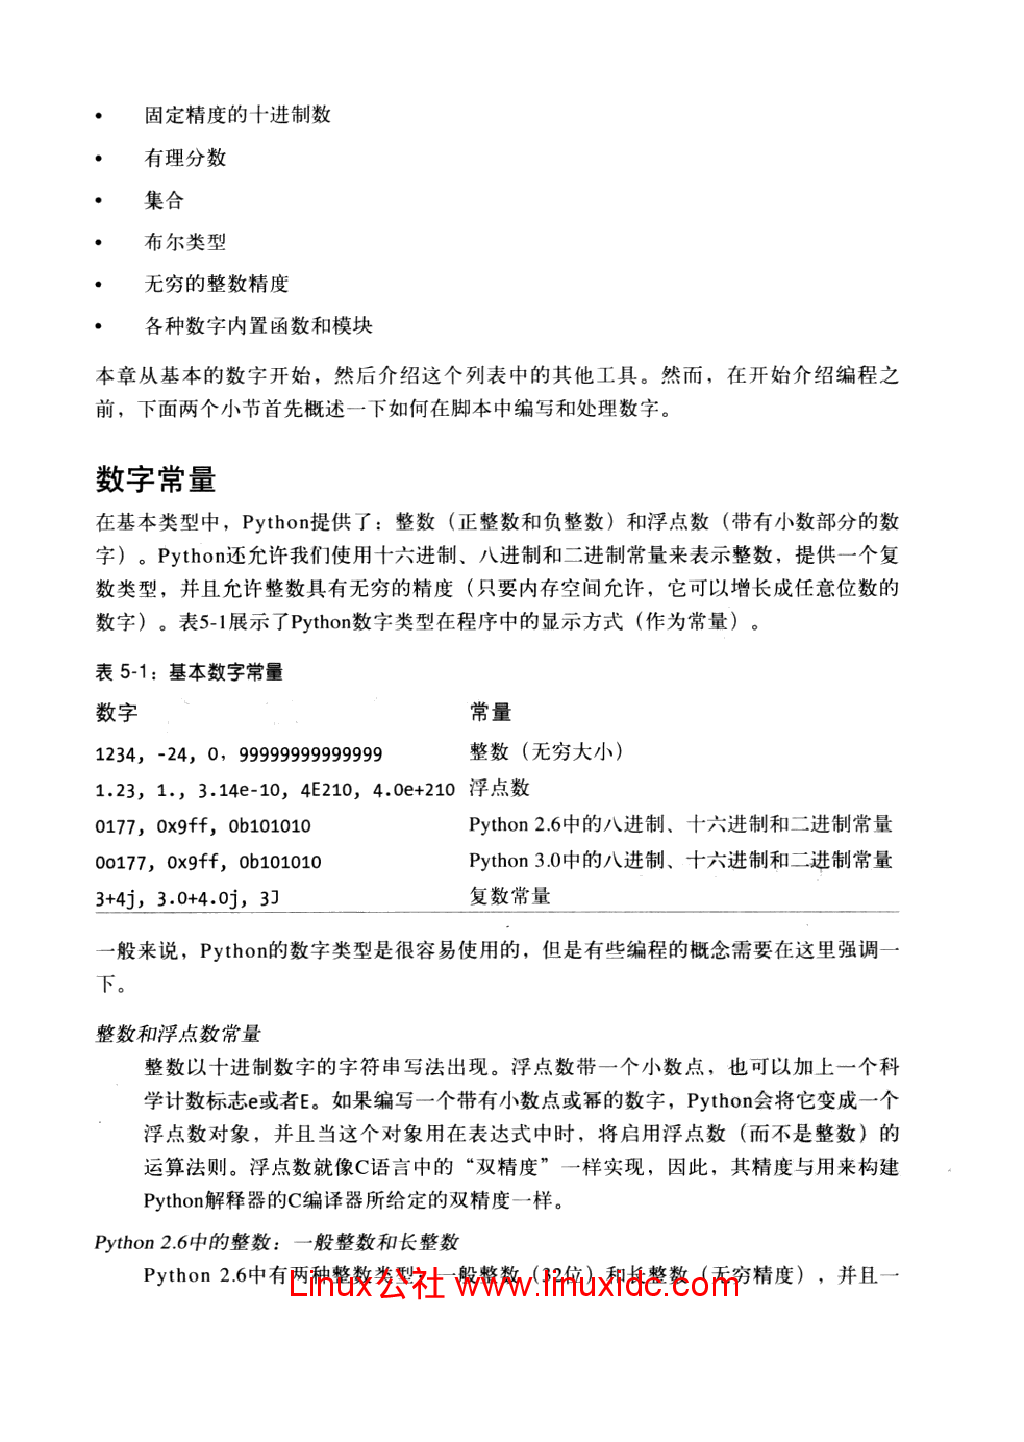 • 固定精度的十进制数
• 有理分数
• 集合
• 布尔类型
• 无穷的整数精度
• 各种数字内置函数和模块
本章从基本的数字开始，然后介绍这个列表中的其他工具。然而，在开始介绍编程之
前，下面两个小节首先概述一下如何在脚本中编写和处理数字。
数字常量
在基本类型中，Python提供了：整数（正整数和负整数）和浮点数（带有小数部分的数
字）。Python还允许我们使用十六进制、八进制和二进制常量来表示整数，提供一个复
数类型，并且允许整数具有无穷的精度（只要内存空间允许，它可以增长成任意位数的
数字）。表5-1展示了Python数字类型在程序中的显示方式（作为常量）。
表 5-1：基本数字常量
数字 常量
1234, -24, 0, 99999999999999 整数（无穷大小）
1.23, 1., 3.14e-10, 4E210, 4.0e+210 浮点数
0177, 0x9ff, 0b101010 Python 2.6中的八进制、十六进制和二进制常量
0o177, 0x9ff, 0b101010 Python 3.0中的八进制、十六进制和二进制常量
3+4j, 3.0+4.0j, 3J 复数常量
一般来说，Python的数字类型是很容易使用的，但是有些编程的概念需要在这里强调一
下。
整数和浮点数常量
整数以十进制数字的字符串写法出现。浮点数带一个小数点，也可以加上一个科
学计数标志e或者E。如果编写一个带有小数点或幂的数字，Python会将它变成一个
浮点数对象，并且当这个对象用在表达式中时，将启用浮点数（而不是整数）的
运算法则。浮点数就像C语言中的“双精度”一样实现，因此，其精度与用来构建
Python解释器的C编译器所给定的双精度一样。
Python 2.6中的整数：一般整数和长整数
Python 2.6中有两种整数类型：一般整数（32位）和长整数（无穷精度），并且一
Linux公社 www.linuxidc.com